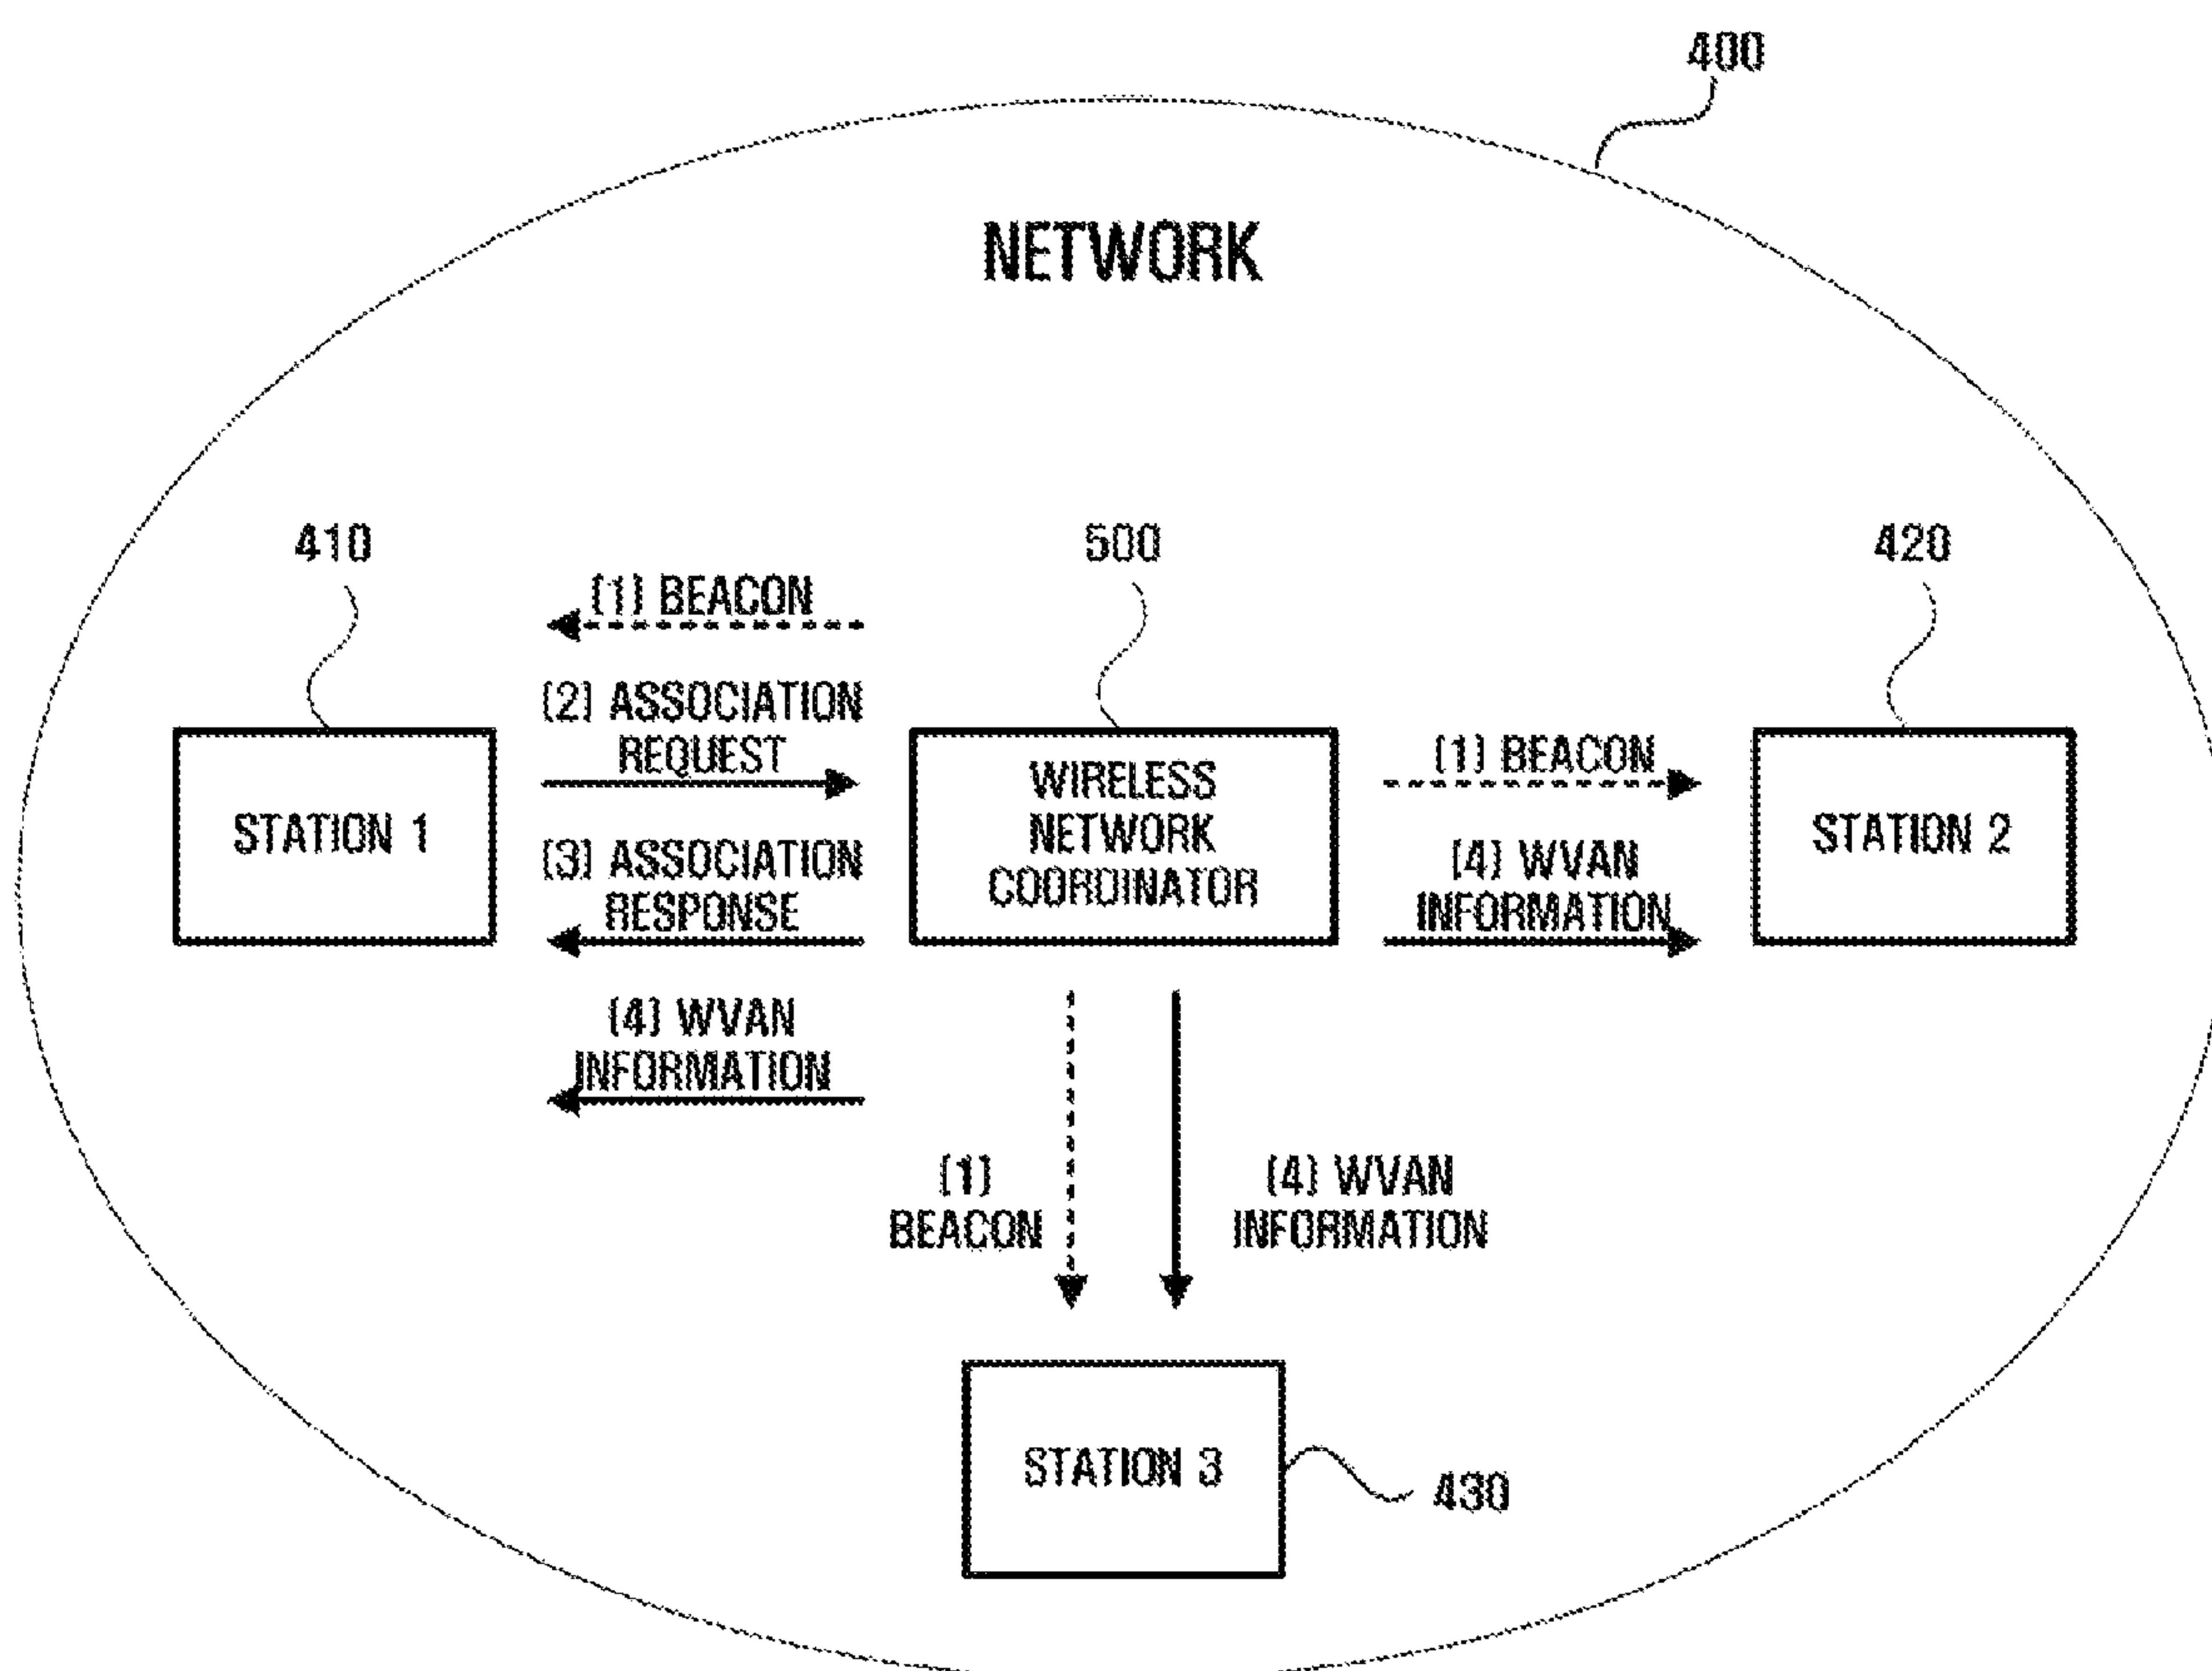 400
NETWORK
410
500
420
(1) BEACON
(2) ASSOCIATION
REQUEST
(3) ASSOCIATION
RESPONSE
(4) WVAN
INFORMATION
STATION 1
WIRELESS
NETWORK
COORDINATOR
(1) BEACON
(4) WVAN
INFORMATION
STATION 2
(1)
BEACON
(4) WVAN
INFORMATION
STATION 3
430